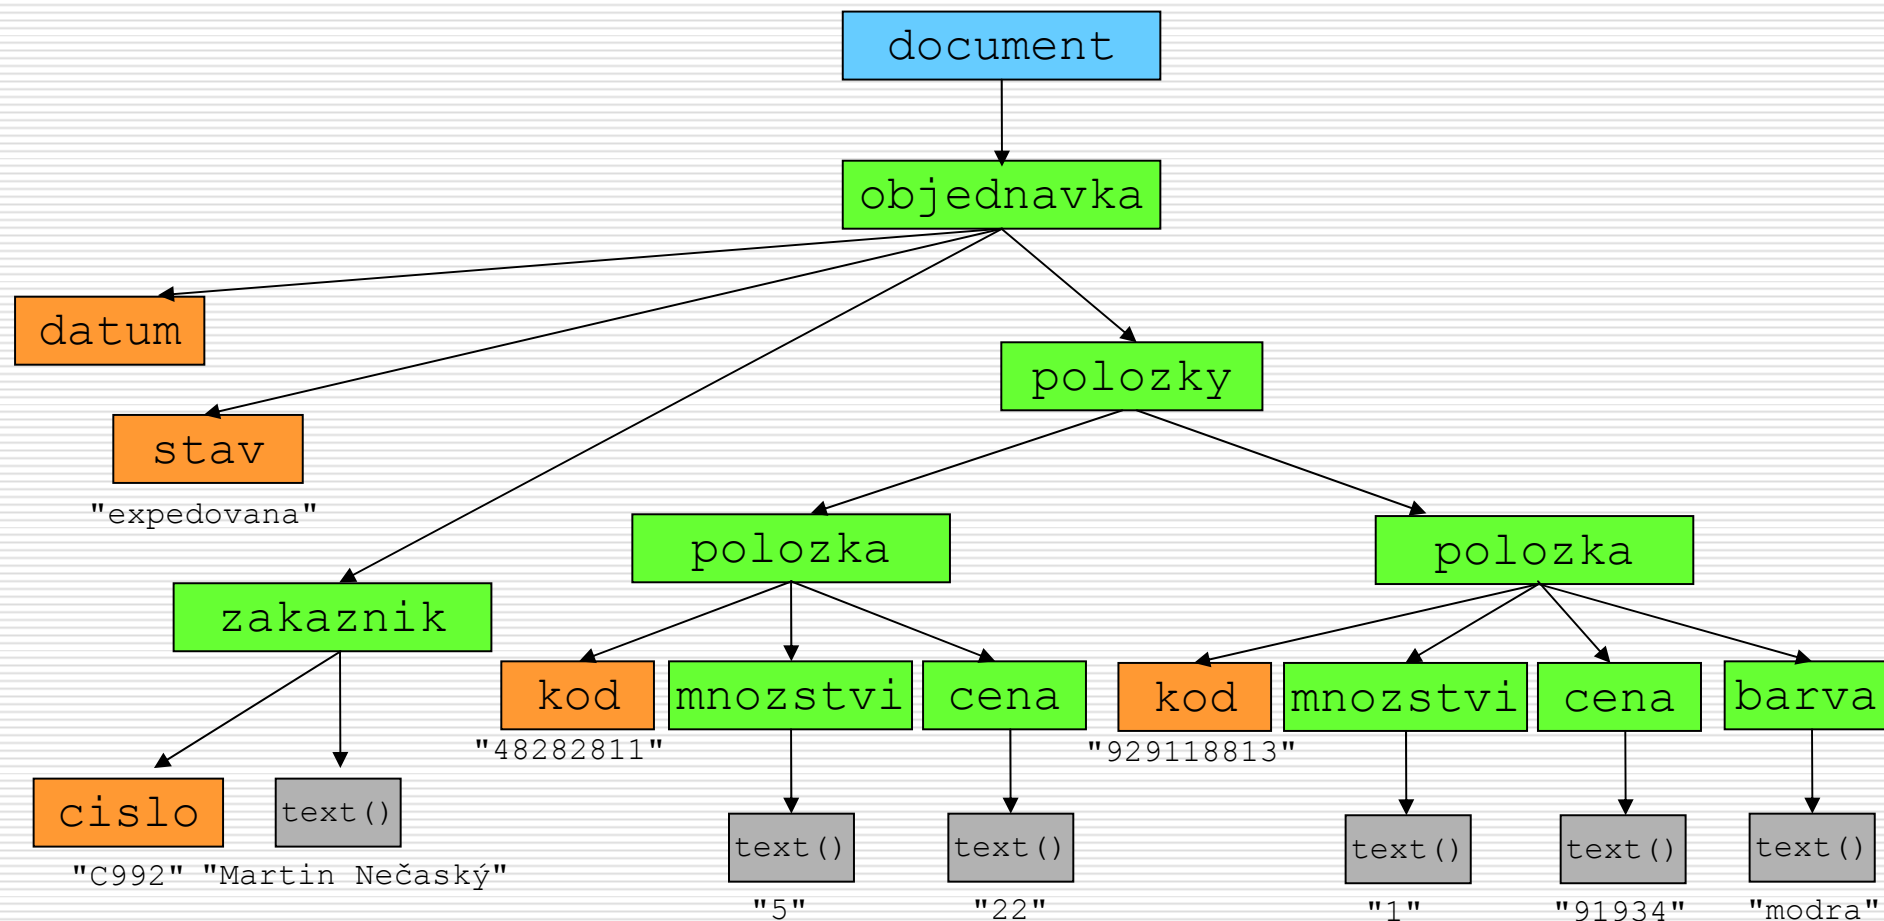 document
objednavka
datum
polozky
stav
"expedovana"
polozka
polozka
zakaznik
kod
mnozstvi
cena
kod
mnozstvi
cena
barva
"48282811"
"929118813"
cislo
text()
text()
text()
text()
text()
text()
"C992"
"Martin Nečaský"
"5"
"22"
"1"
"91934"
"modra"